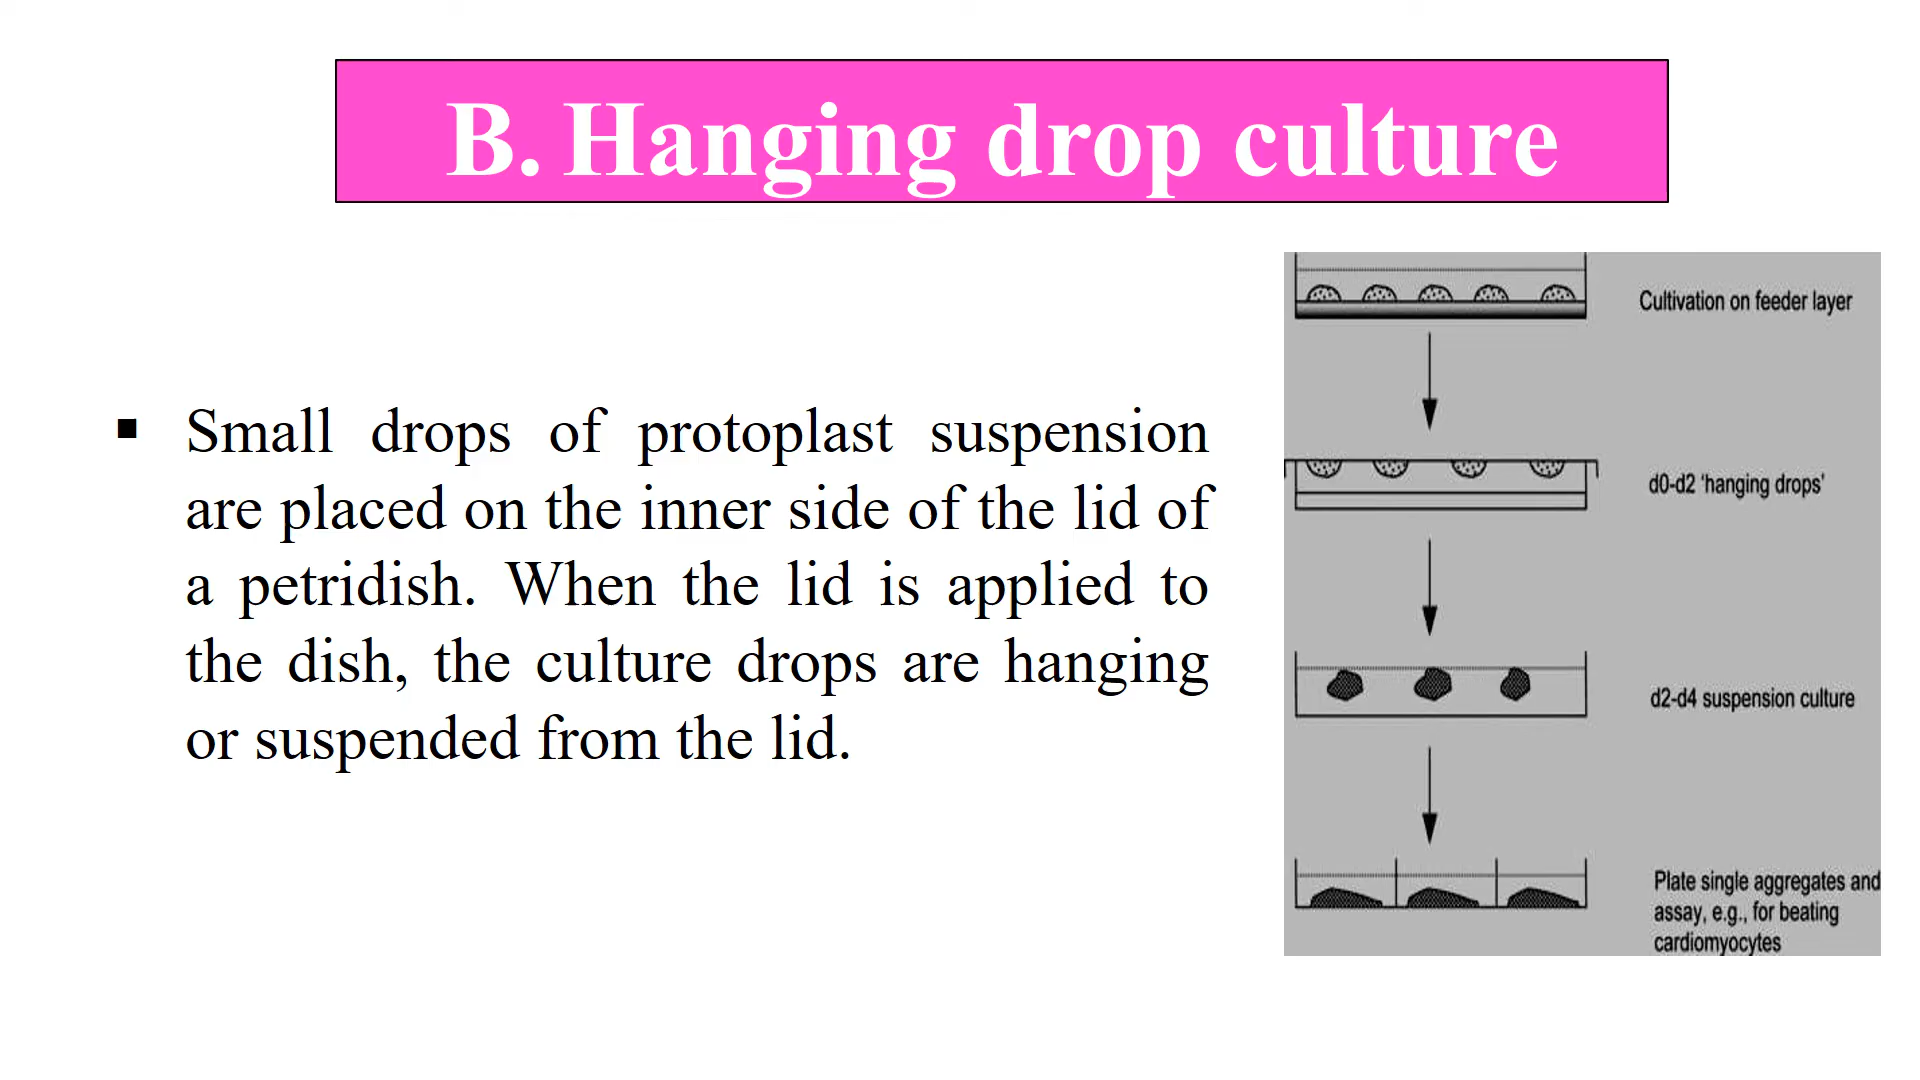 B. Hanging drop culture
▪ Small drops of protoplast suspension
are placed on the inner side of the lid of
a petridish. When the lid is applied to
the dish, the culture drops are hanging
or suspended from the lid.
Cultivation on feeder layer
d0-d2 ‘hanging drops’
d2-d4 suspension culture
Plate single aggregates and
assay, e.g., for beating
cardiomyocytes